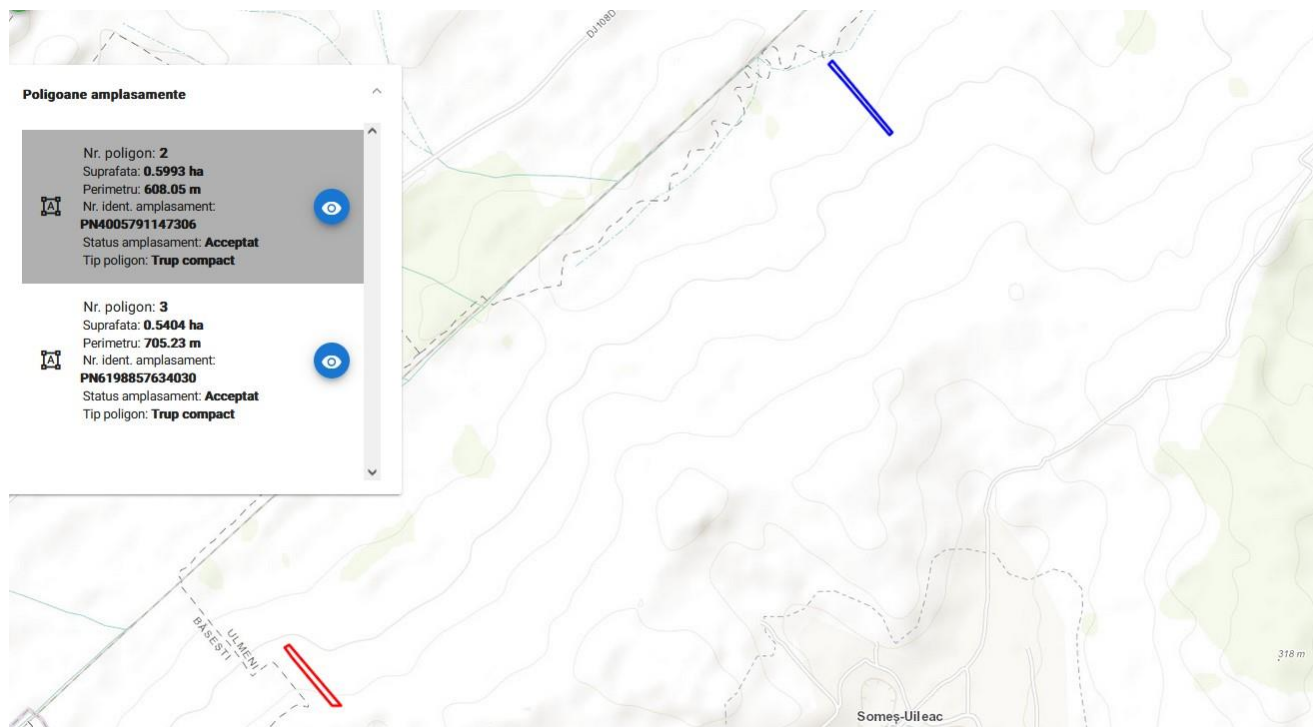 DJ108D
Poligoane amplasamente
Nr. poligon: 2
Suprafata: 0.5993 ha
Perimetru: 608.05 m
Nr. ident. amplasament:
PN4005791147306
Status amplasament: Acceptat
Tip poligon: Trup compact
Nr. poligon: 3
Suprafata: 0.5404 ha
Perimetru: 705.23 m
Nr. ident. amplasament:
PN6198857634030
Status amplasament: Acceptat
Tip poligon: Trup compact
ULMENI
BĂSEȘTI
318 m
Someș-Uileac